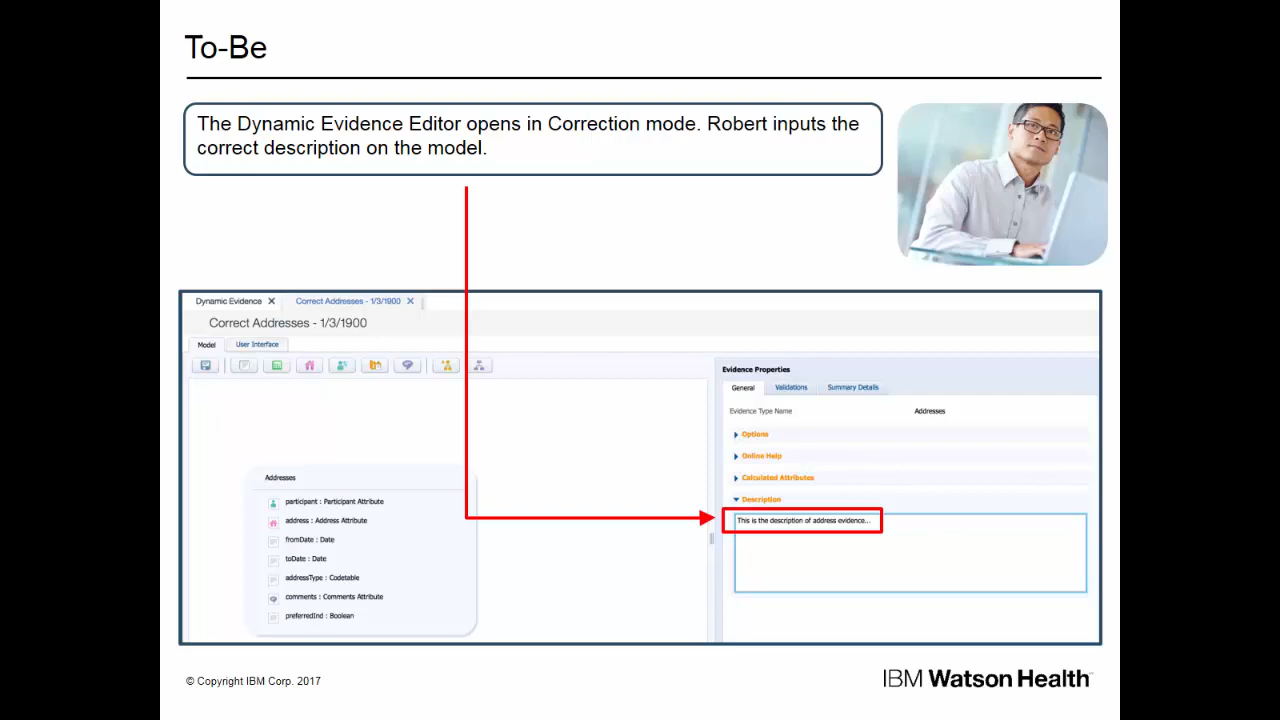 To-Be
The Dynamic Evidence Editor opens in Correction mode. Robert inputs the
correct description on the model.
Dynamic Evidence X Correct Addresses - 1/3/1900 X
Correct Addresses - 1/3/1900
Model User Interface
Evidence Properties
General Validations Summary Details
Evidence Type Name Addresses
Options
Online Help
Calculated Attributes
Description
This is the description of address evidence...
Addresses
participant : Participant Attribute
address : Address Attribute
fromDate : Date
toDate : Date
addressType : Codetable
comments : Comments Attribute
preferredInd : Boolean
© Copyright IBM Corp. 2017
IBM Watson Health